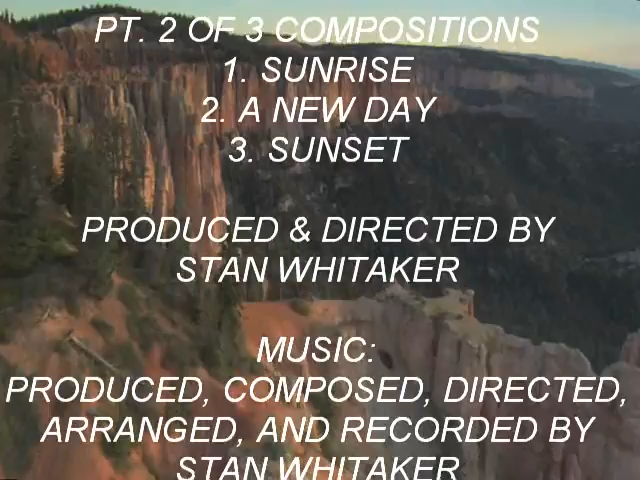 PT. 2 OF 3 COMPOSITIONS
1. SUNRISE
2. A NEW DAY
3. SUNSET
PRODUCED & DIRECTED BY
STAN WHITAKER
MUSIC:
PRODUCED, COMPOSED, DIRECTED,
ARRANGED, AND RECORDED BY
STAN WHITAKER